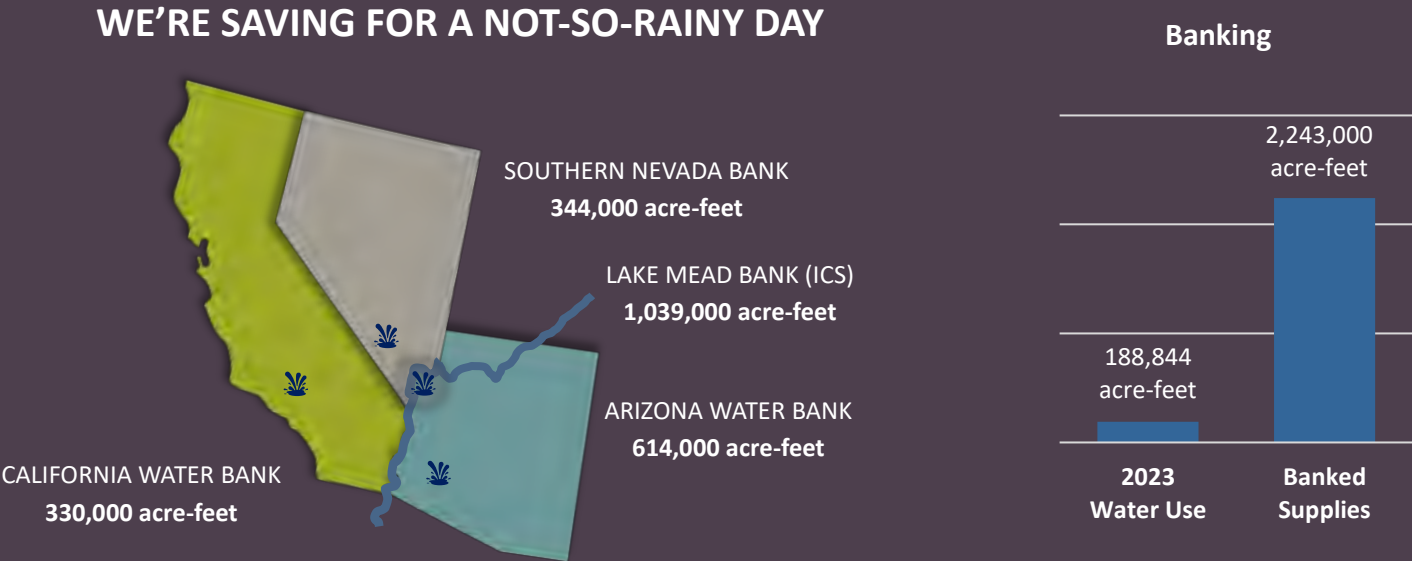 WE’RE SAVING FOR A NOT-SO-RAINY DAY
SOUTHERN NEVADA BANK
344,000 acre-feet
LAKE MEAD BANK (ICS)
1,039,000 acre-feet
ARIZONA WATER BANK
614,000 acre-feet
CALIFORNIA WATER BANK
330,000 acre-feet
Banking
2,243,000
acre-feet
188,844
acre-feet
2023
Water Use
Banked
Supplies